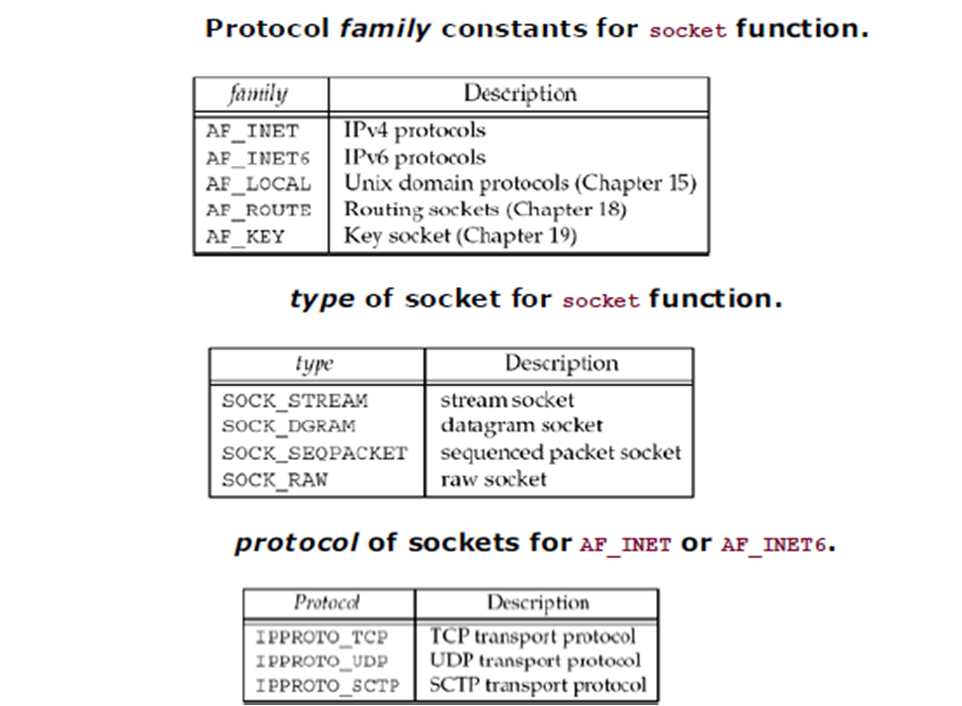 Protocol family constants for socket function.
family Description
AF_INET IPv4 protocols
AF_INET6 IPv6 protocols
AF_LOCAL Unix domain protocols (Chapter 15)
AF_ROUTE Routing sockets (Chapter 18)
AF_KEY Key socket (Chapter 19)
type of socket for socket function.
type Description
SOCK_STREAM stream socket
SOCK_DGRAM datagram socket
SOCK_SEQPACKET sequenced packet socket
SOCK_RAW raw socket
protocol of sockets for AF_INET or AF_INET6.
Protocol Description
IPPROTO_TCP TCP transport protocol
IPPROTO_UDP UDP transport protocol
IPPROTO_SCTP SCTP transport protocol